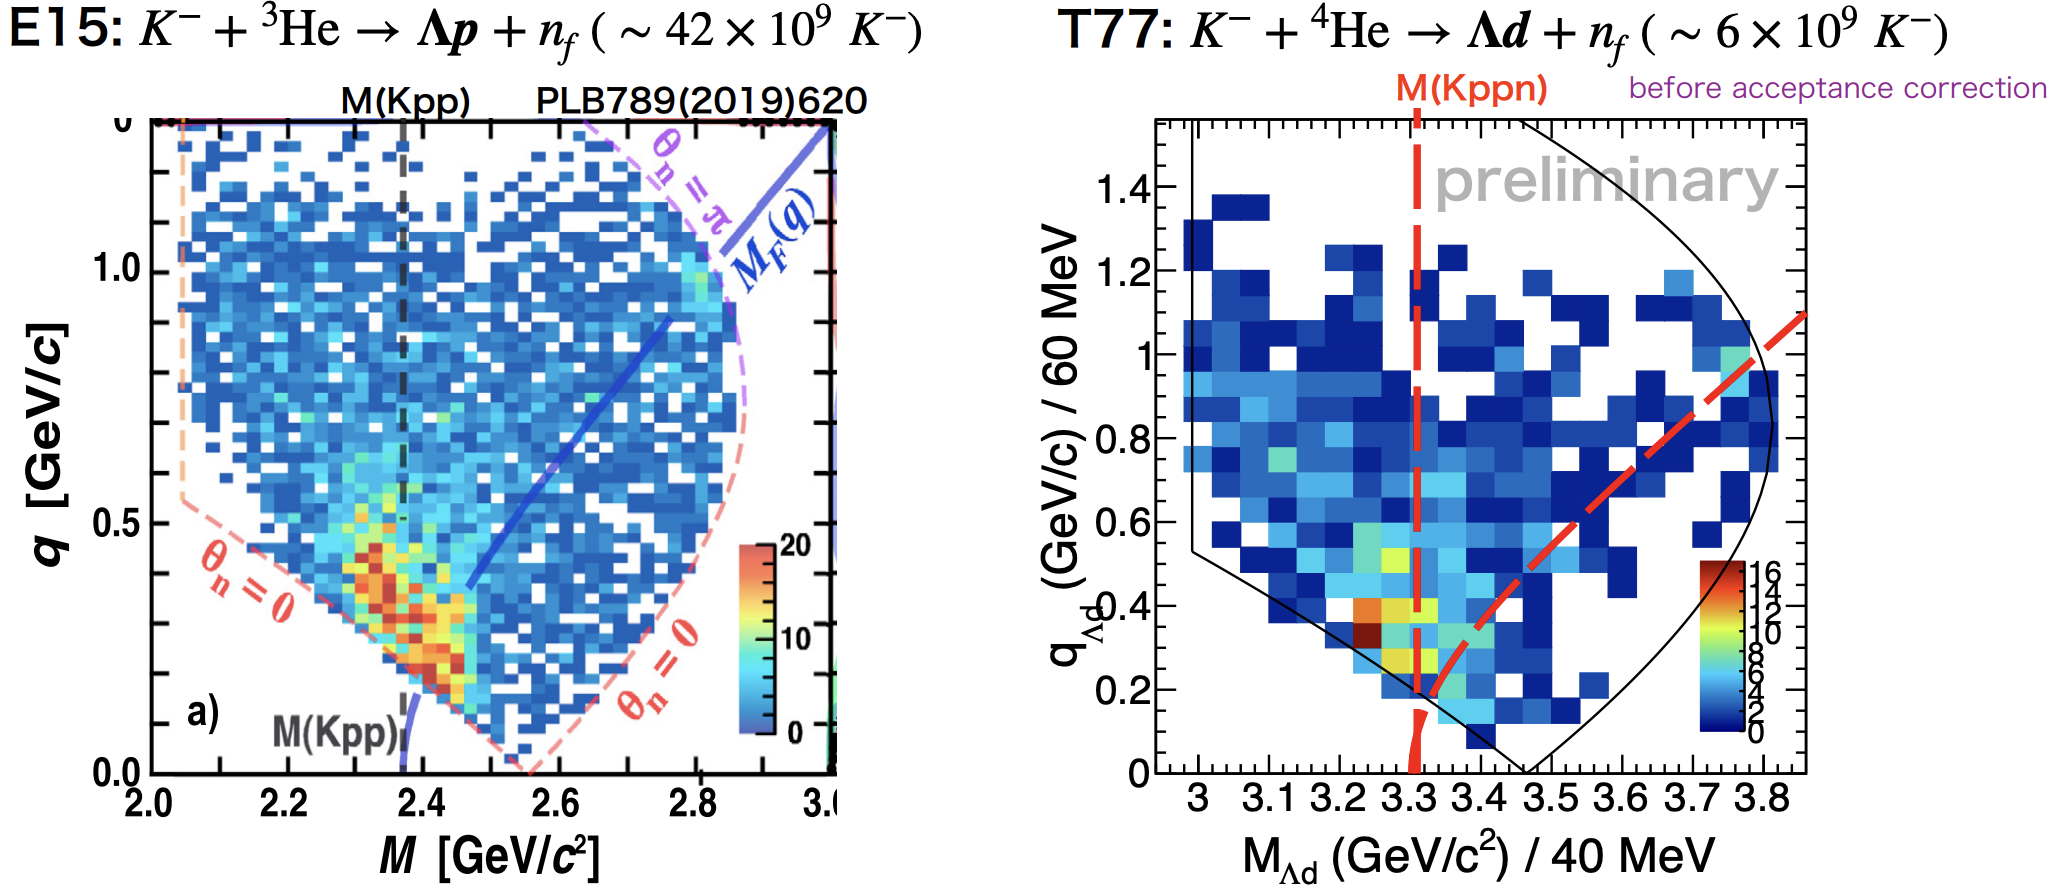 E15: K⁻ + ³He → Λp + n_f ( ~ 42 × 10⁹ K⁻)
M(Kpp) PLB789(2019)620
θn = π
M_F(q)
1.0
0.5
0.0
q [GeV/c]
θn = 0
θn = 0
20
10
0
a)
M(Kpp)
2.0 2.2 2.4 2.6 2.8
M [GeV/c²]
T77: K⁻ + ⁴He → Λd + n_f ( ~ 6 × 10⁹ K⁻)
M(Kppn) before acceptance correction
preliminary
1.4
1.2
1
0.8
0.6
0.4
0.2
0
q_Λd (GeV/c) / 60 MeV
16
14
12
10
8
6
4
2
0
3 3.1 3.2 3.3 3.4 3.5 3.6 3.7 3.8
M_Λd (GeV/c²) / 40 MeV